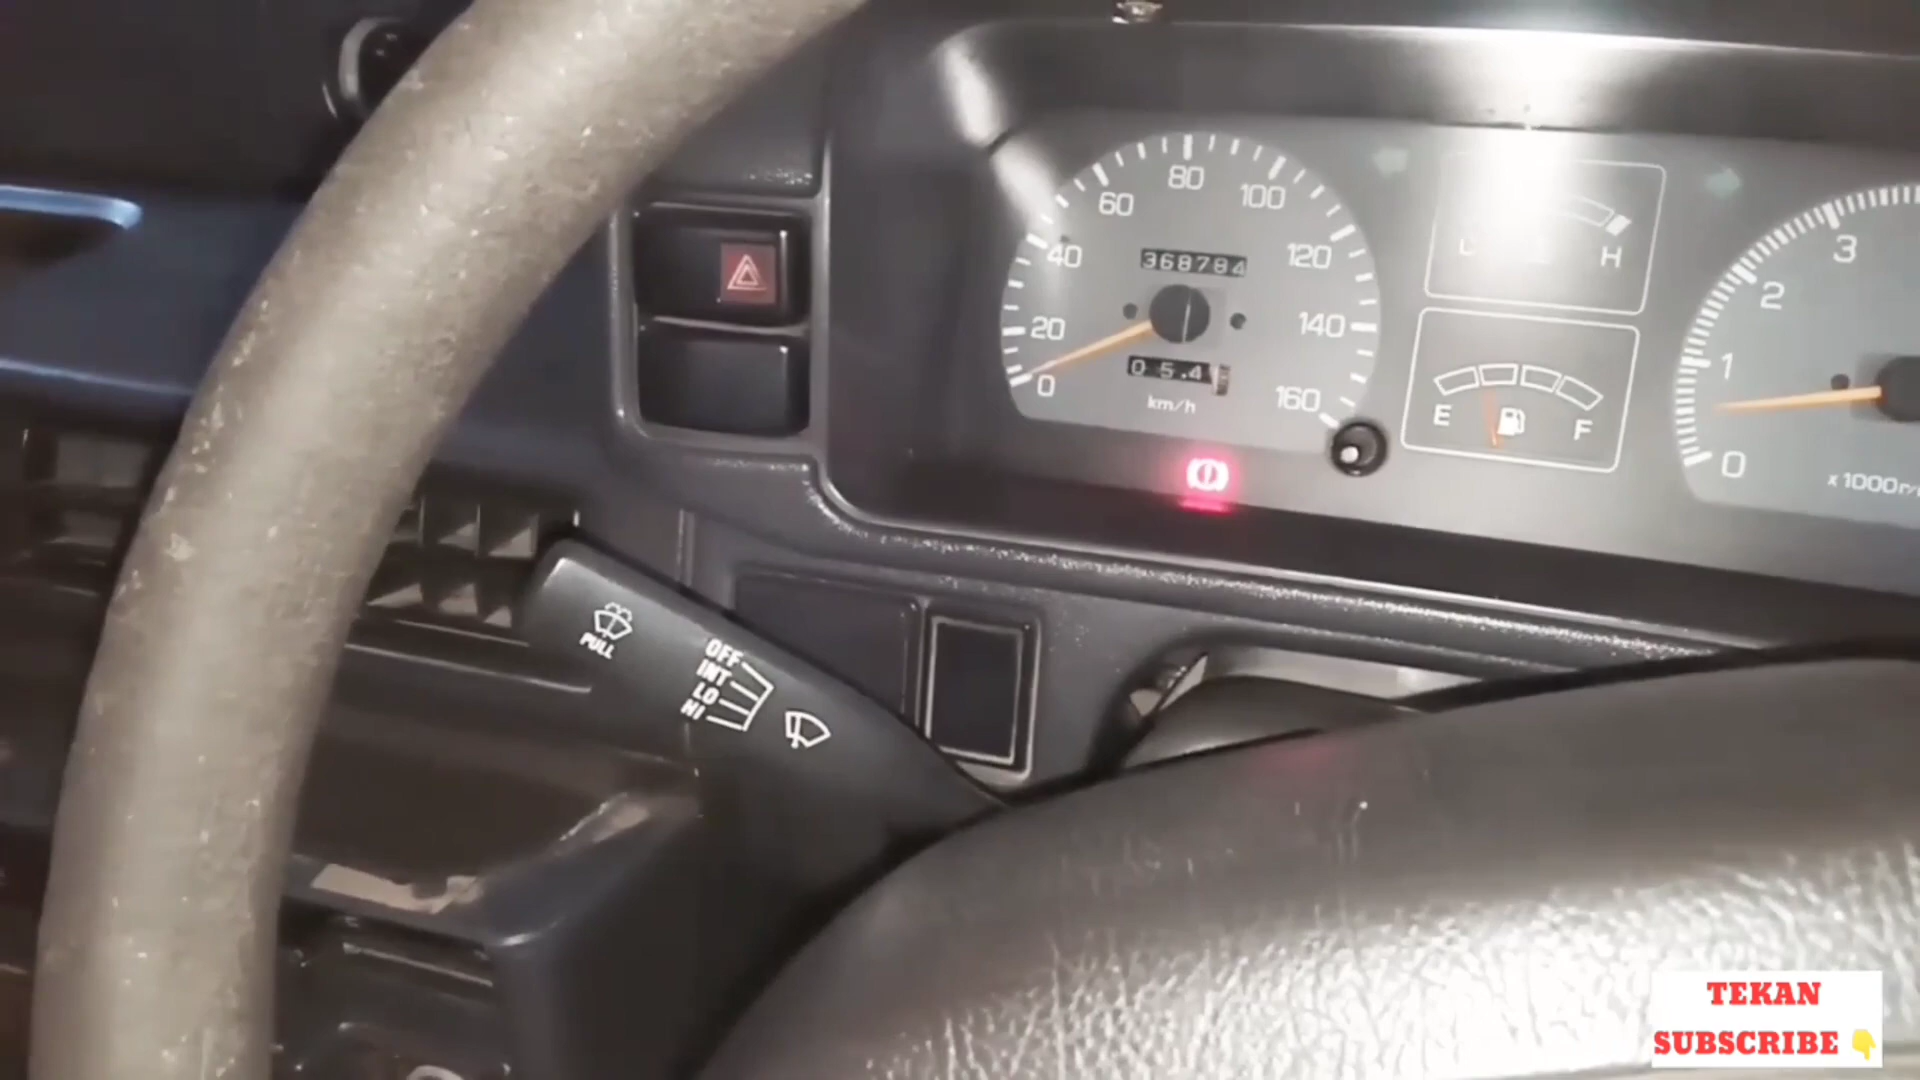 80
60
100
40
120
368784
20
140
0
05.4
160
km/h
H
E
F
3
2
1
0
x1000r/
PULL
OFF
INT
LO
HI
TEKAN
SUBSCRIBE 👇